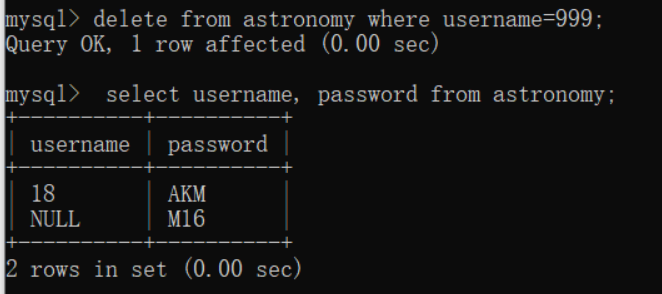 mysql> delete from astronomy where username=999;
Query OK, 1 row affected (0.00 sec)
mysql>  select username, password from astronomy;
+----------+----------+
| username | password |
+----------+----------+
| 18       | AKM      |
| NULL     | M16      |
+----------+----------+
2 rows in set (0.00 sec)